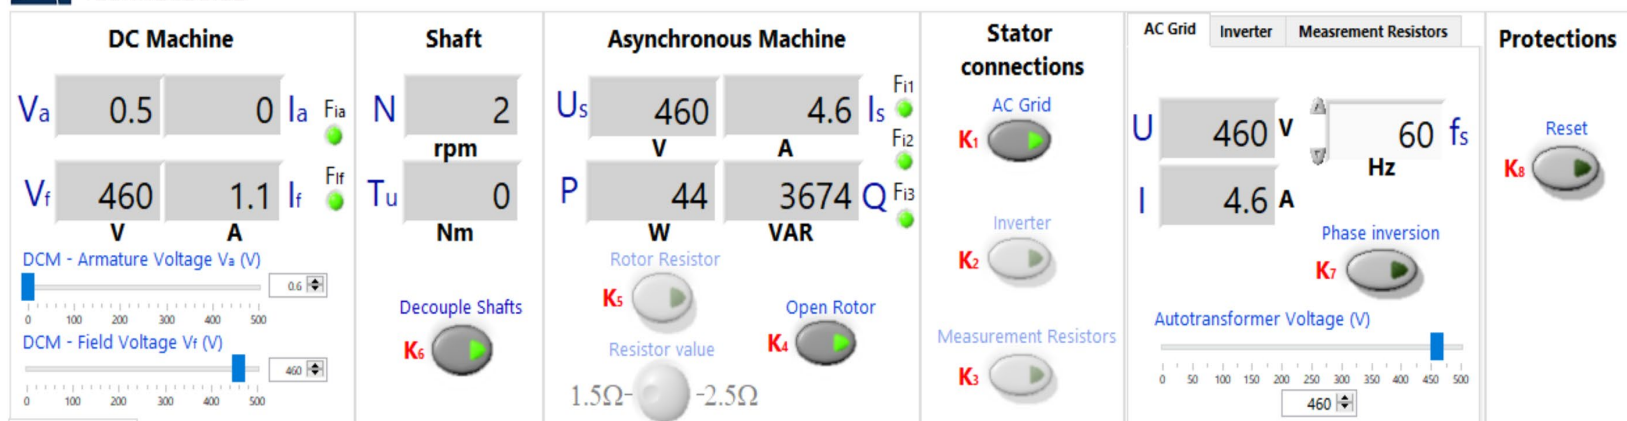 DC Machine
Va 0.5 0 Ia Fia
Vf 460 1.1 If FIf
V A
DCM - Armature Voltage Va (V)
0.6
0 100 200 300 400 500
DCM - Field Voltage Vf (V)
460
0 100 200 300 400 500
Shaft
N 2
rpm
Tu 0
Nm
Decouple Shafts
K6
Asynchronous Machine
Us 460 4.6 Is
V A
P 44 3674 Q
W VAR
Fi1
Fi2
Fi3
Rotor Resistor
K5
Open Rotor
K4
Resistor value
1.5Ω- -2.5Ω
Stator
connections
AC Grid
K1
Inverter
K2
Measurement Resistors
K3
AC Grid Inverter Measrement Resistors
U 460 V 60 fs
Hz
I 4.6 A
Phase inversion
K7
Autotransformer Voltage (V)
0 50 100 150 200 250 300 350 400 450 500
460
Protections
Reset
K8